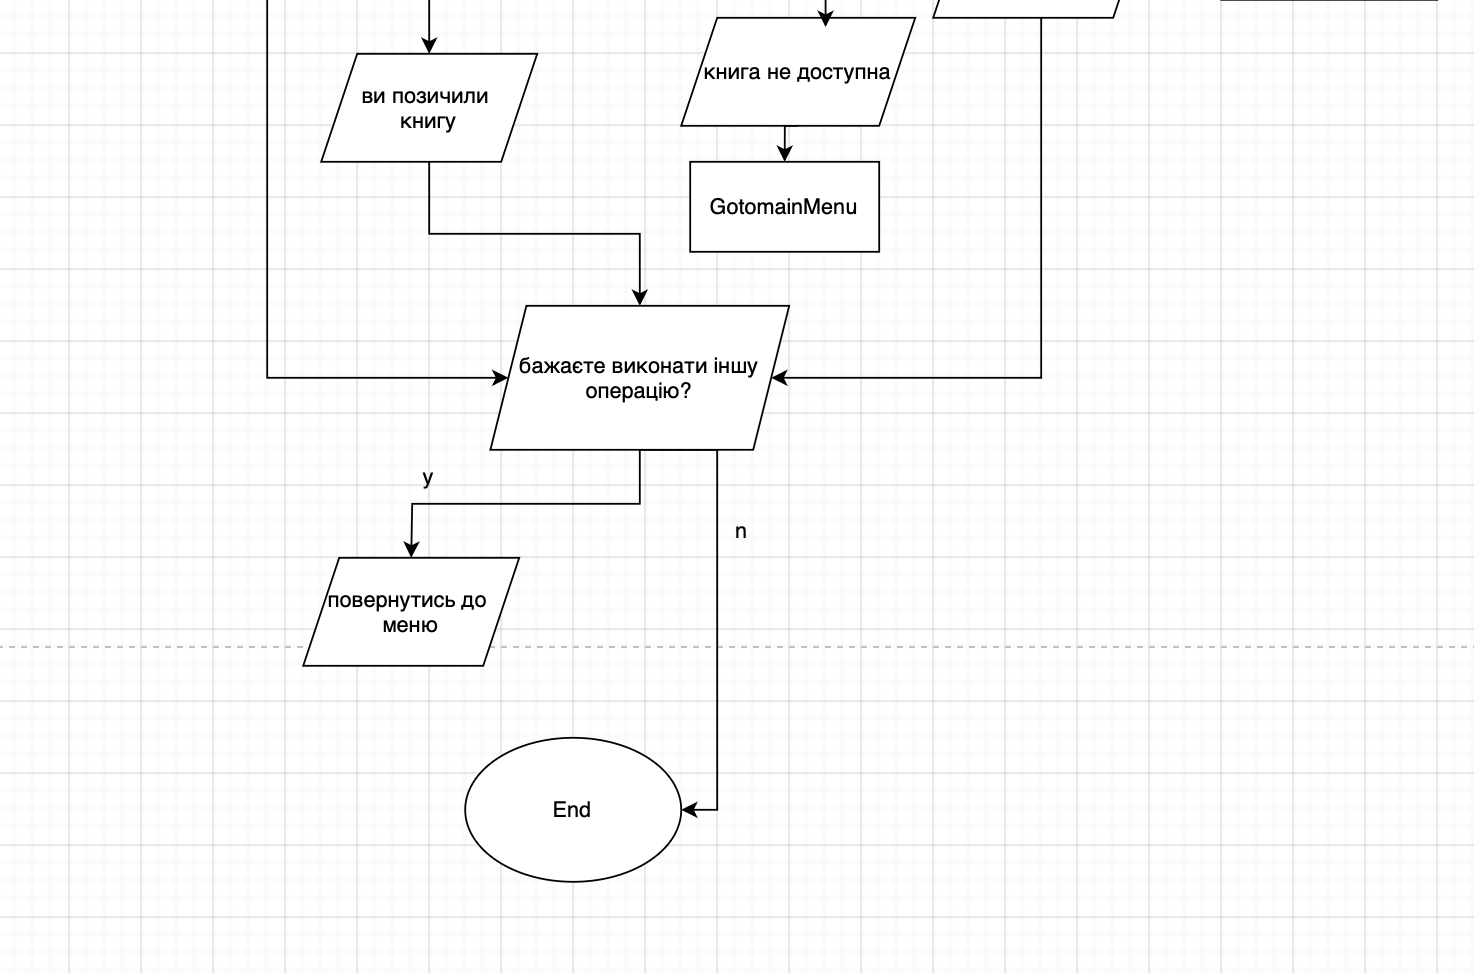 ви позичили
книгу
книга не доступна
GotomainMenu
бажаєте виконати іншу
операцію?
y
n
повернутись до
меню
End